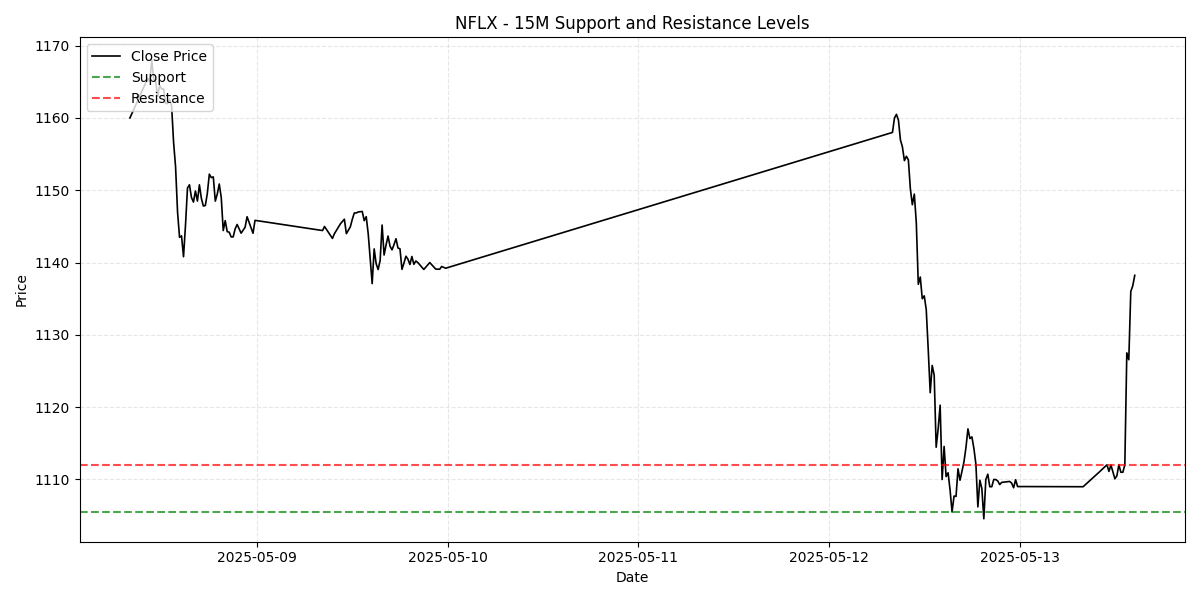 NFLX - 15M Support and Resistance Levels
Close Price
Support
Resistance
Price
1170
1160
1150
1140
1130
1120
1110
2025-05-09 2025-05-10 2025-05-11 2025-05-12 2025-05-13
Date